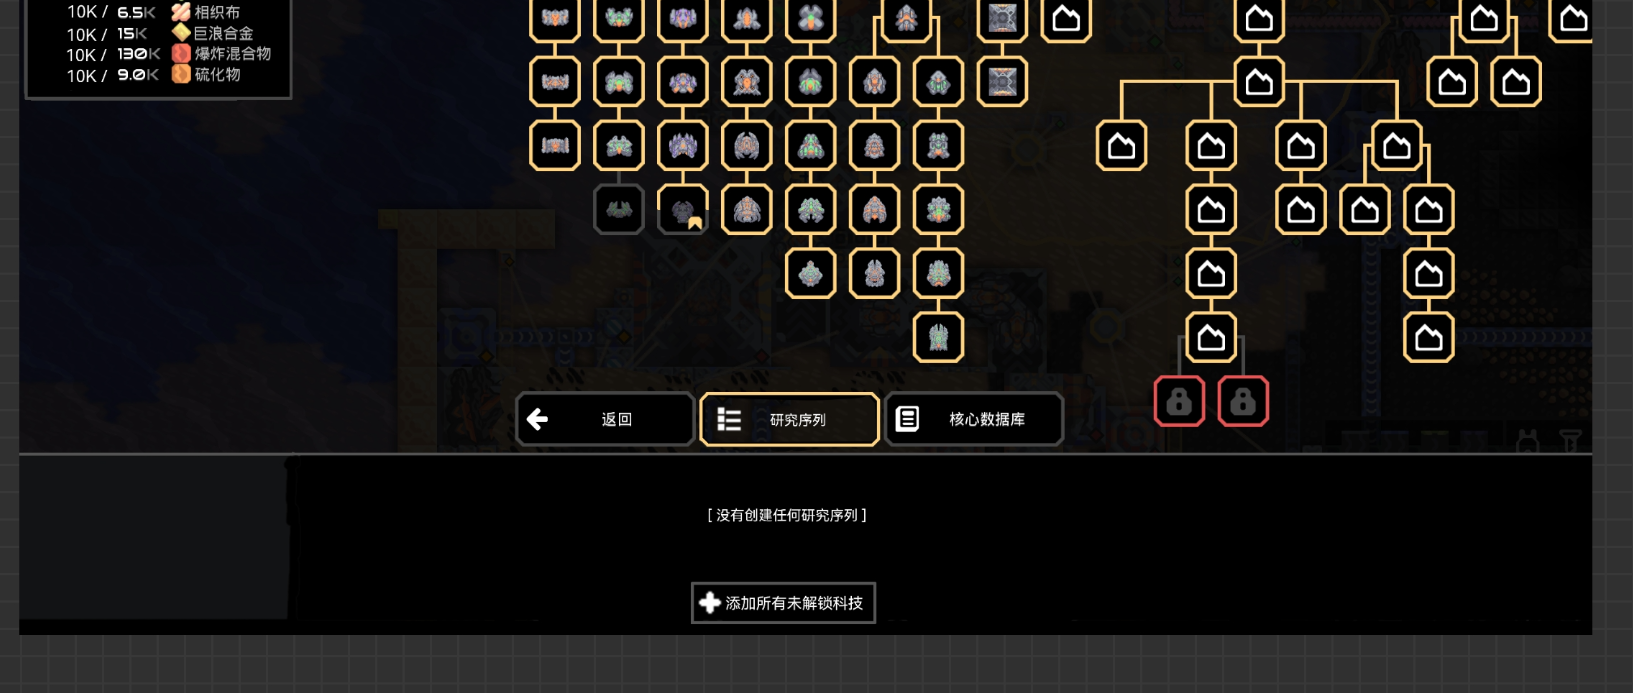 10K / 6.5K 相织布
10K / 15K 巨浪合金
10K / 130K 爆炸混合物
10K / 9.0K 硫化物
返回
研究序列
核心数据库
[ 没有创建任何研究序列 ]
添加所有未解锁科技